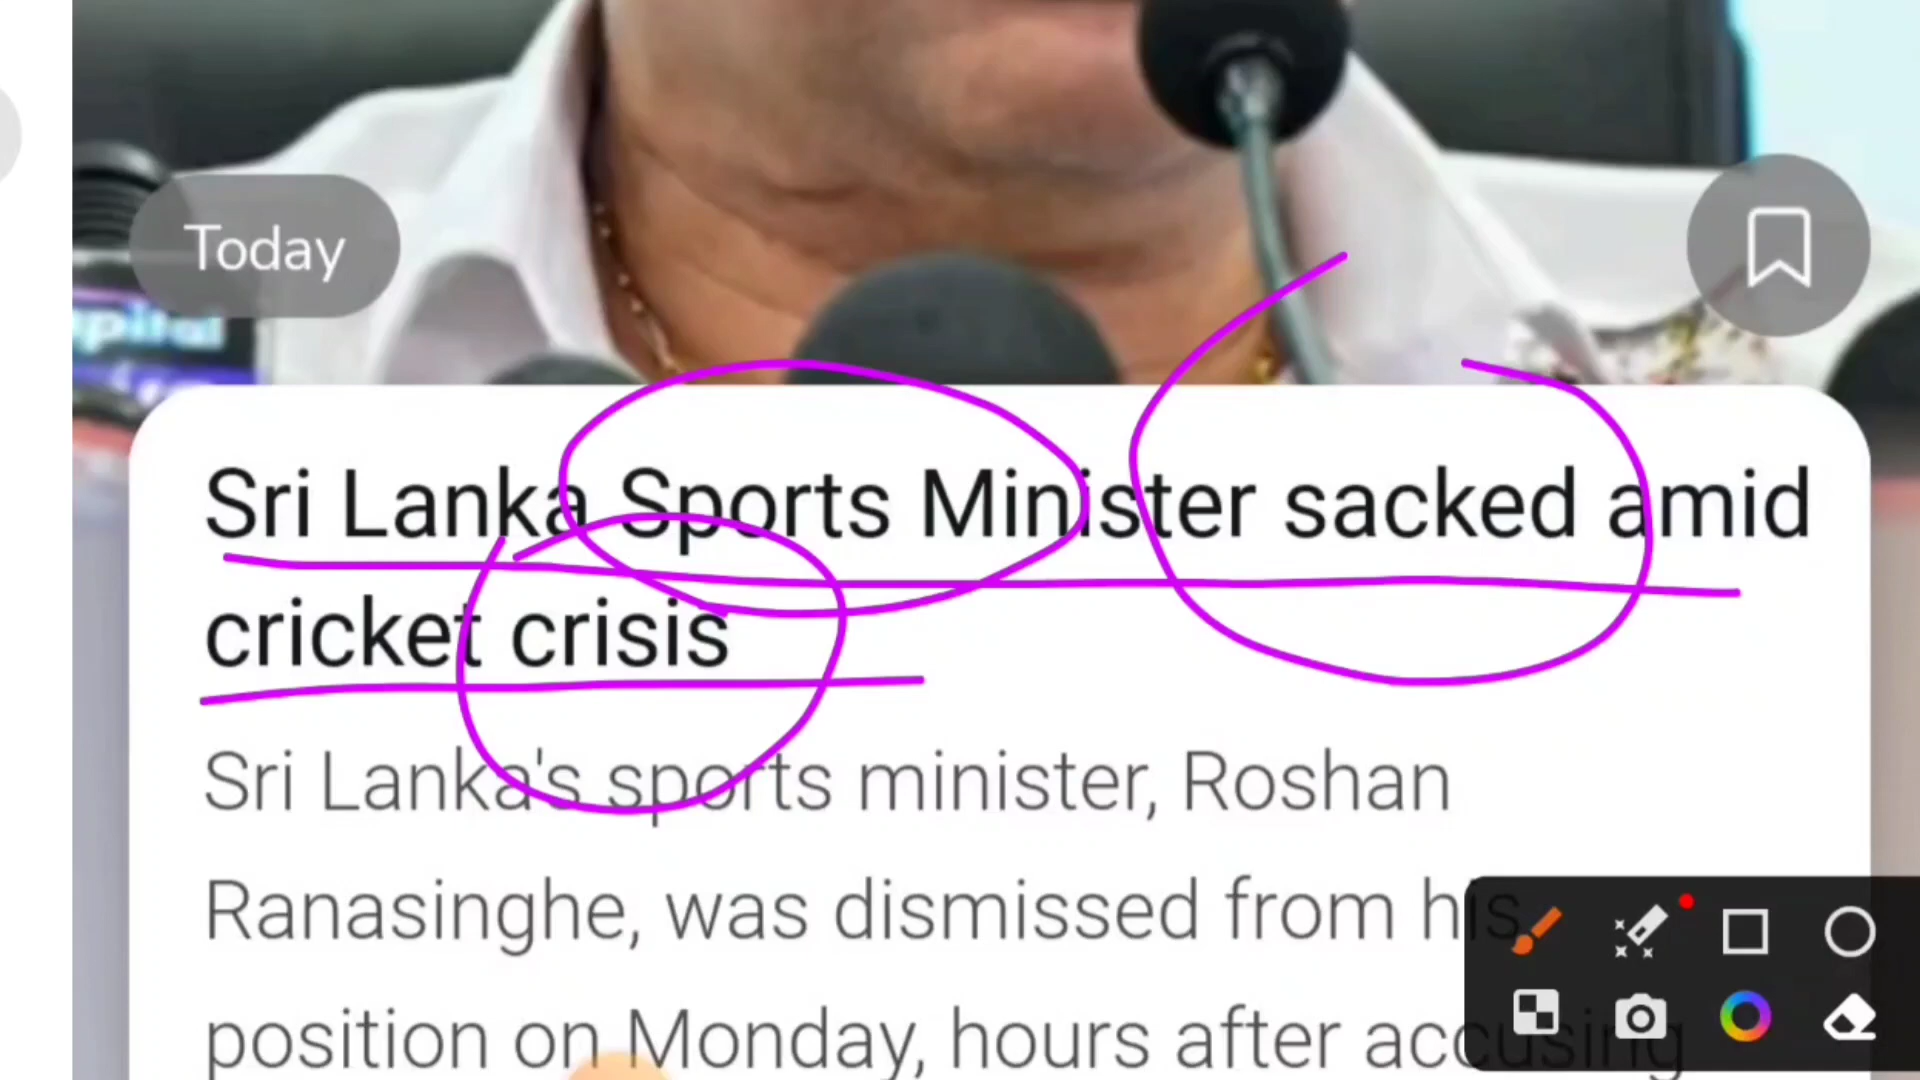 Today
pital
Sri Lanka Sports Minister sacked amid
cricket crisis
Sri Lanka's sports minister, Roshan
Ranasinghe, was dismissed from his
position on Monday, hours after accusing